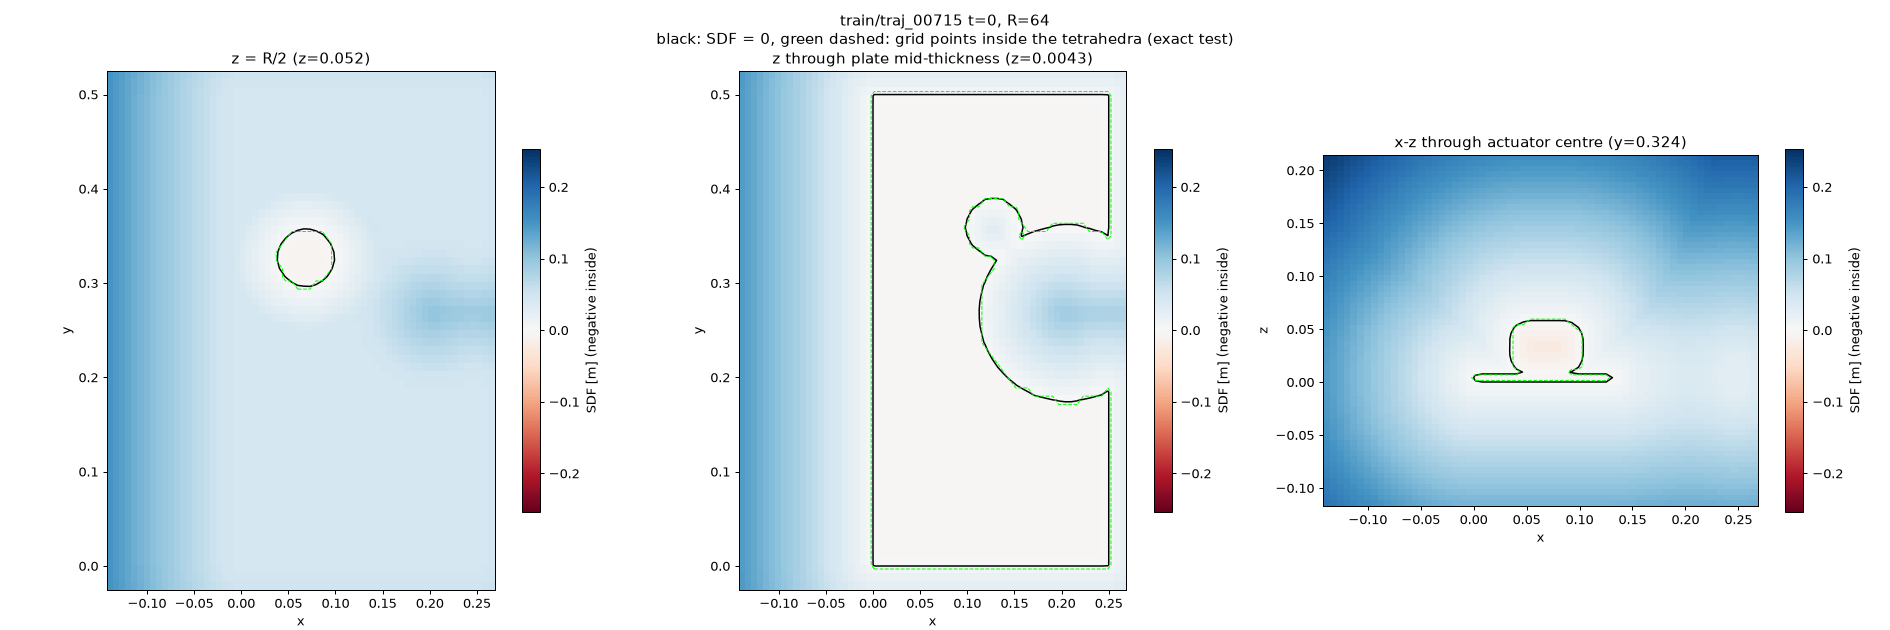 train/traj_00715 t=0, R=64
black: SDF = 0, green dashed: grid points inside the tetrahedra (exact test)
z = R/2 (z=0.052)
z through plate mid-thickness (z=0.0043)
x-z through actuator centre (y=0.324)
0.5
0.4
0.3
0.2
0.1
0.0
y
−0.10 −0.05 0.00 0.05 0.10 0.15 0.20 0.25
x
0.2
0.1
0.0
−0.1
−0.2
SDF [m] (negative inside)
0.5
0.4
0.3
0.2
0.1
0.0
y
−0.10 −0.05 0.00 0.05 0.10 0.15 0.20 0.25
x
0.2
0.1
0.0
−0.1
−0.2
SDF [m] (negative inside)
0.20
0.15
0.10
0.05
0.00
−0.05
−0.10
z
−0.10 −0.05 0.00 0.05 0.10 0.15 0.20 0.25
x
0.2
0.1
0.0
−0.1
−0.2
SDF [m] (negative inside)